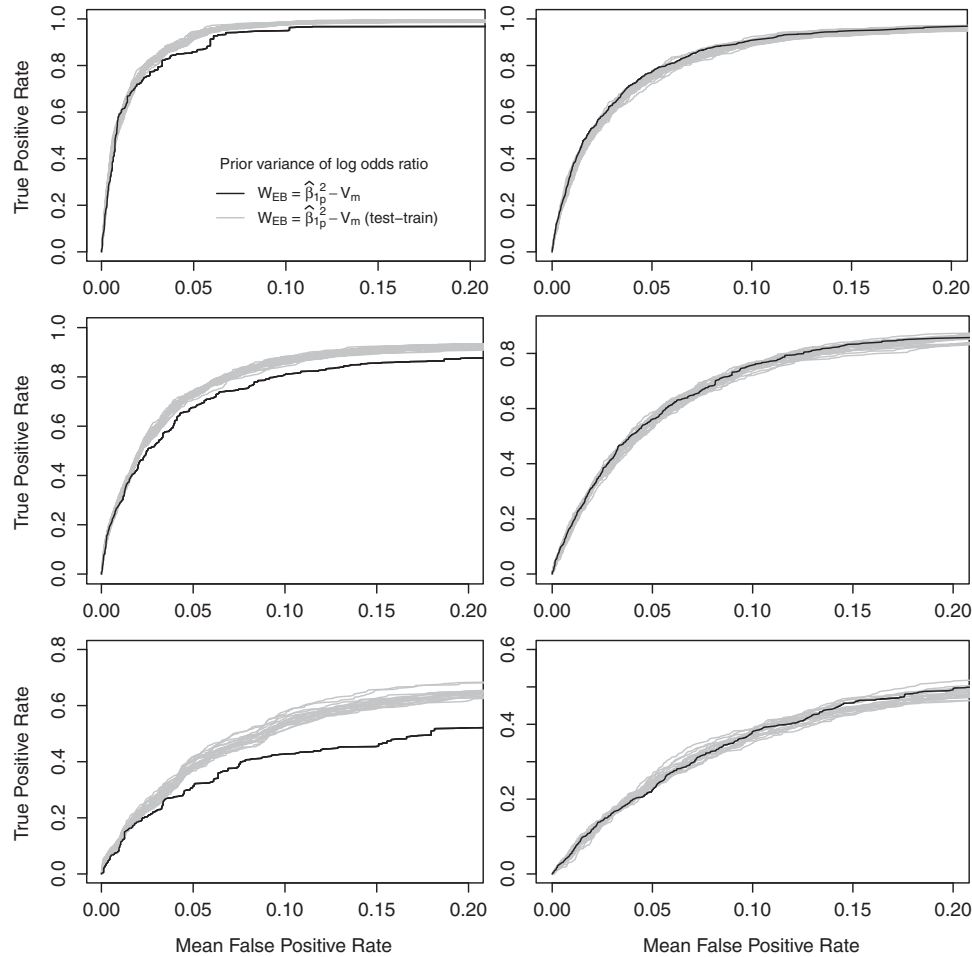 True Positive Rate
1.0
0.8
0.6
0.4
0.2
0.0
Prior variance of log odds ratio
W_EB = β̂_1p² − V_m
W_EB = β̂_1p² − V_m (test−train)
0.00 0.05 0.10 0.15 0.20
1.0
0.8
0.6
0.4
0.2
0.0
0.00 0.05 0.10 0.15 0.20
True Positive Rate
1.0
0.8
0.6
0.4
0.2
0.0
0.00 0.05 0.10 0.15 0.20
True Positive Rate
0.8
0.6
0.4
0.2
0.0
0.00 0.05 0.10 0.15 0.20
True Positive Rate
0.8
0.6
0.4
0.2
0.0
0.00 0.05 0.10 0.15 0.20
Mean False Positive Rate
True Positive Rate
0.6
0.4
0.2
0.0
0.00 0.05 0.10 0.15 0.20
Mean False Positive Rate